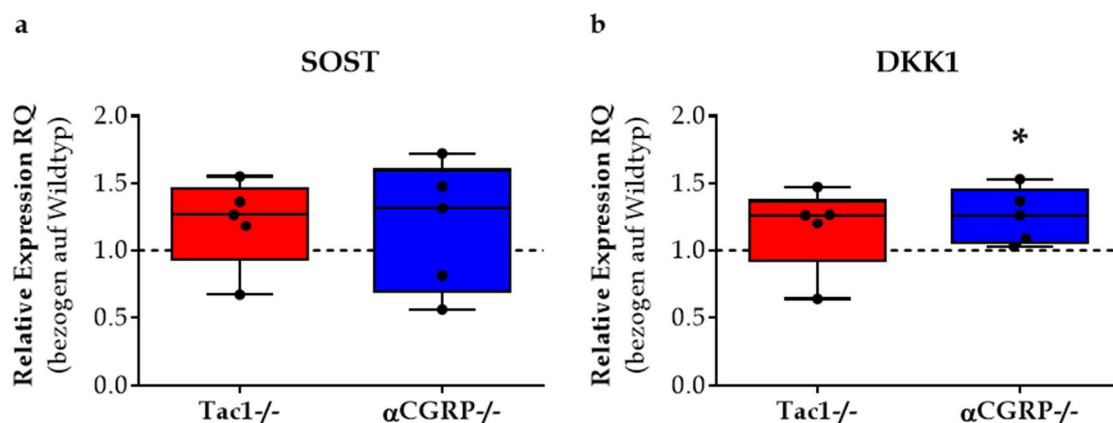 a
SOST
Relative Expression RQ
(bezogen auf Wildtyp)
2.0
1.5
1.0
0.5
0.0
Tac1-/-
αCGRP-/-
b
DKK1
Relative Expression RQ
(bezogen auf Wildtyp)
2.0
1.5
1.0
0.5
0.0
*
Tac1-/-
αCGRP-/-